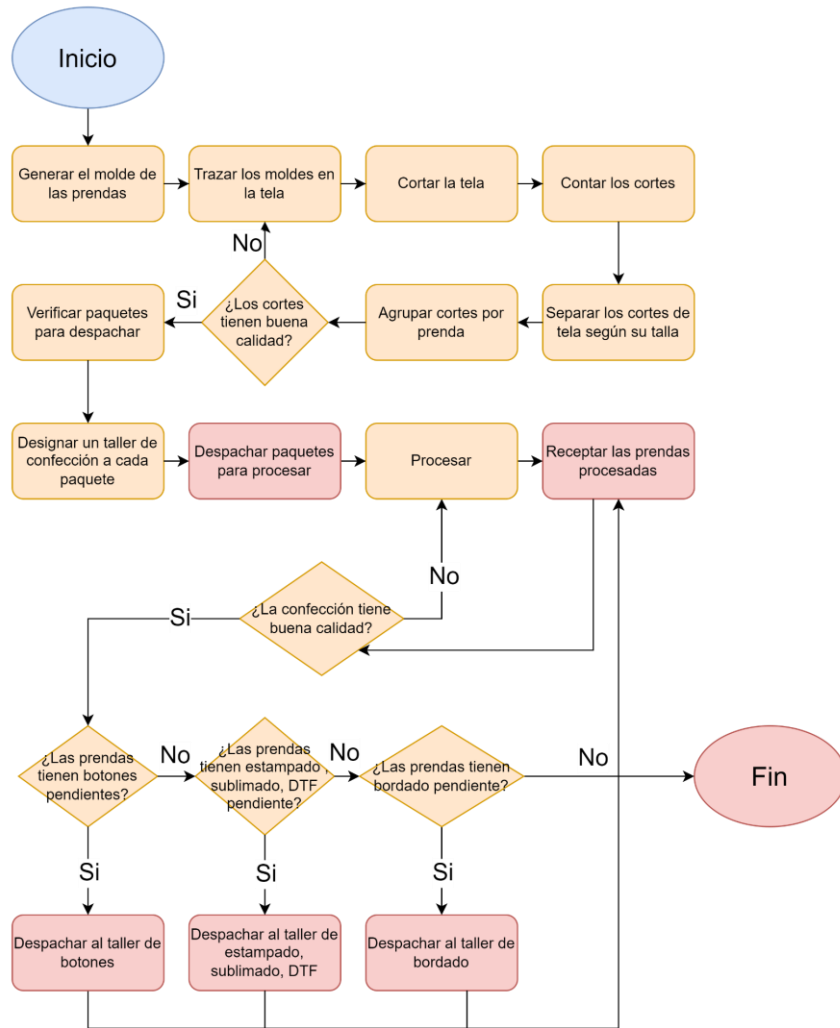 Inicio
Generar el molde de
las prendas
Trazar los moldes en
la tela
Cortar la tela
Contar los cortes
No
Verificar paquetes
para despachar
Si
¿Los cortes
tienen buena
calidad?
Agrupar cortes por
prenda
Separar los cortes de
tela según su talla
Designar un taller de
confección a cada
paquete
Despachar paquetes
para procesar
Procesar
Receptar las prendas
procesadas
No
Si
¿La confección tiene
buena calidad?
¿Las prendas
tienen botones
pendientes?
No
¿Las prendas
tienen estampado,
sublimado, DTF
pendiente?
No
¿Las prendas tienen
bordado pendiente?
No
Fin
Si
Si
Si
Despachar al taller de
botones
Despachar al taller de
estampado,
sublimado, DTF
Despachar al taller de
bordado